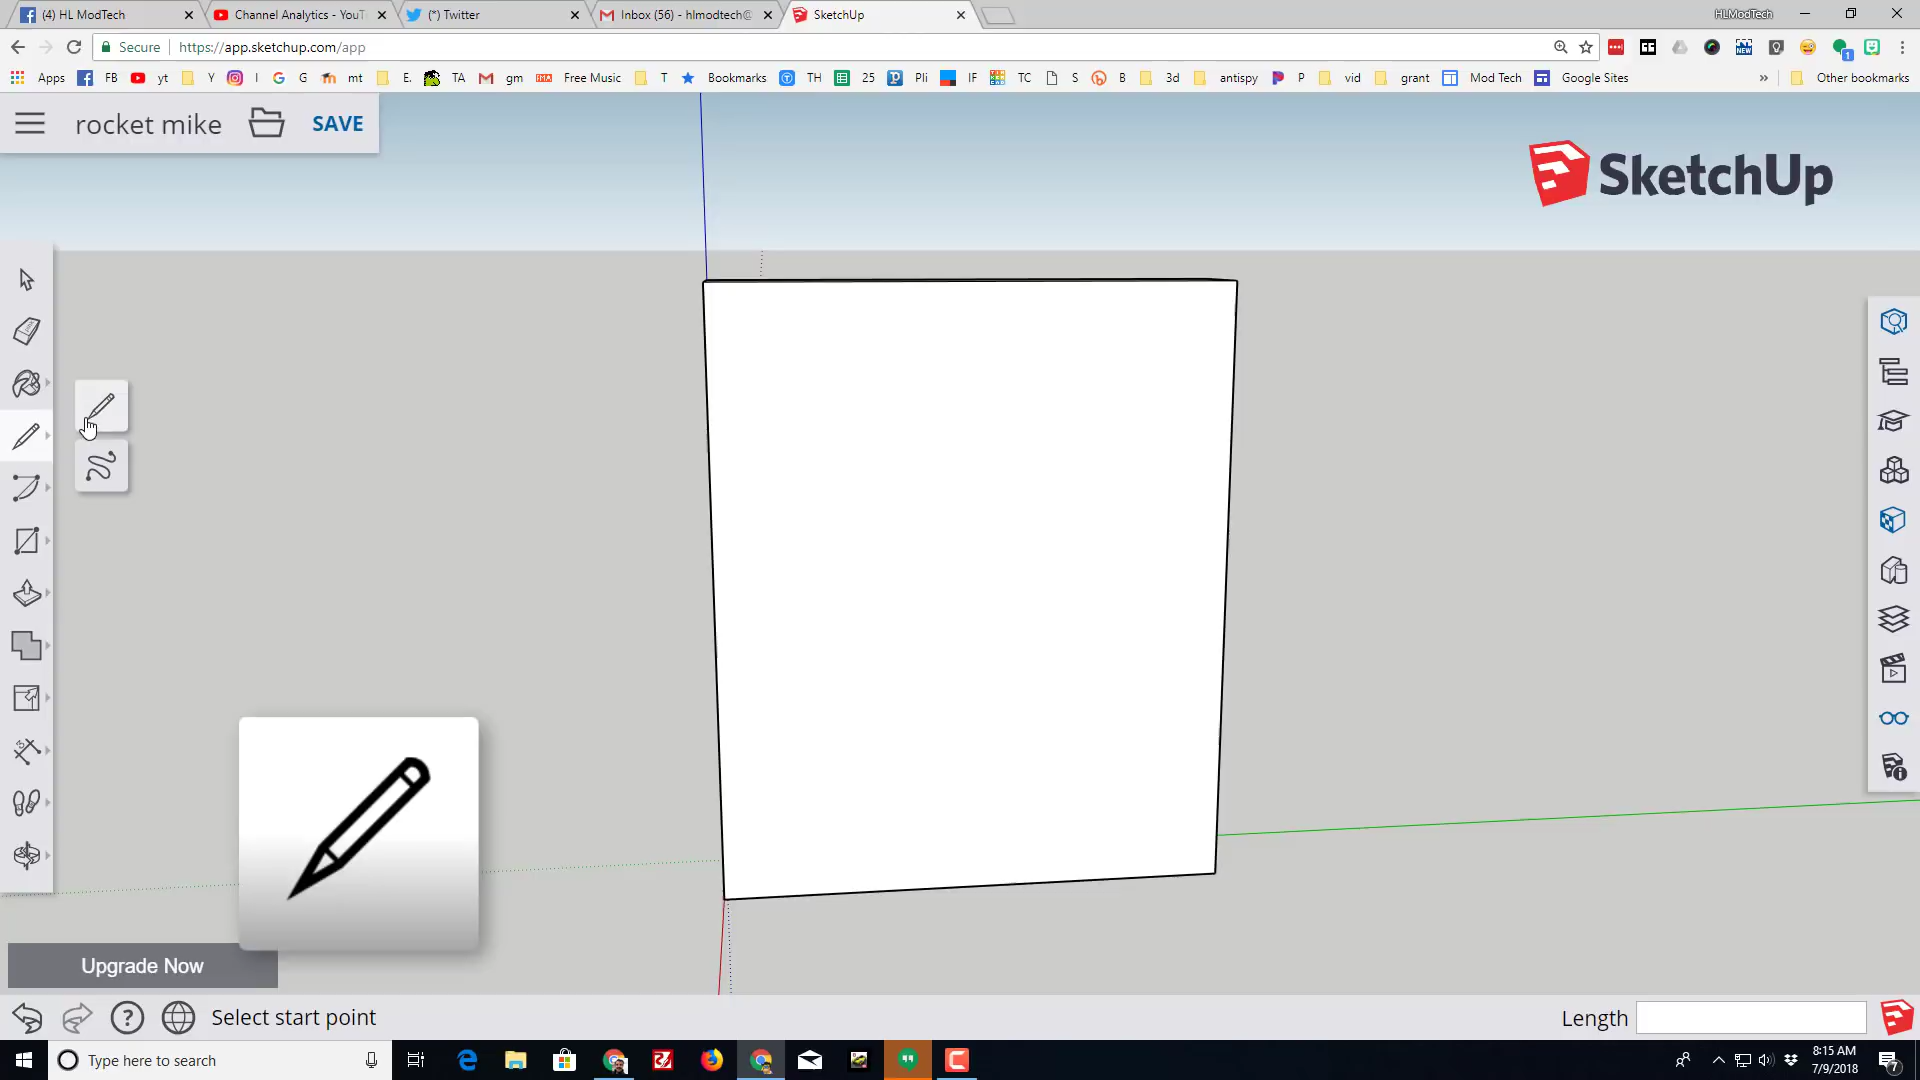 (4) HL ModTech
Channel Analytics - YouT
(*) Twitter
Inbox (56) - hlmodtech@
SketchUp
HLModTech
Secure
https://app.sketchup.com/app
Apps FB yt Y I G G mt E. TA gm Free Music T Bookmarks TH 25 Pli IF TC S B 3d antispy P vid grant Mod Tech Google Sites » Other bookmarks
rocket mike SAVE
SketchUp
Upgrade Now
Select start point
Length
Type here to search
8:15 AM
7/9/2018